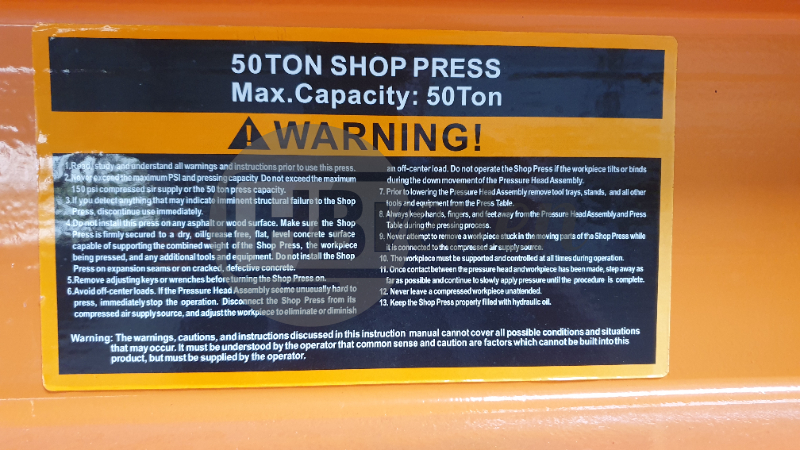 50TON SHOP PRESS
Max.Capacity: 50Ton
WARNING!
1.Read, study and understand all warnings and instructions prior to use this press.
2.Never exceed the maximum PSI and pressing capacity Do not exceed the maximum
150 psi compressed air supply or the 50 ton press capacity.
3.If you detect anything that may indicate imminent structural failure to the Shop
Press, discontinue use immediately.
4.Do not install this press on any asphalt or wood surface. Make sure the Shop
Press is firmly secured to a dry, oil/grease free, flat, level concrete surface
capable of supporting the combined weight of the Shop Press, the workpiece
being pressed, and any additional tools and equipment. Do not install the Shop
Press on expansion seams or on cracked, defective concrete.
5.Remove adjusting keys or wrenches before turning the Shop Press on.
6.Avoid off-center loads. If the Pressure Head Assembly seems unuseually hard to
press, immediately stop the operation. Disconnect the Shop Press from its
compressed air supply source, and adjust the workpiece to eliminate or diminish
an off-center load. Do not operate the Shop Press if the workpiece tilts or binds
during the down movement of the Pressure Head Assembly.
7. Prior to lowering the Pressure Head Assembly remove tool trays, stands, and all other
tools and equipment from the Press Table.
8. Always keep hands, fingers, and feet away from the Pressure Head Assembly and Press
Table during the pressing process.
9. Never attempt to remove a workpiece stuck in the moving parts of the Shop Press while
it is connected to the compressed air supply source.
10. The workpiece must be supported and controlled at all times during operation.
11. Once contact between the pressure head and workpiece has been made, step away as
far as possible and continue to slowly apply pressure until the procedure is complete.
12. Never leave a compressed workpiece unattended.
13. Keep the Shop Press properly filled with hydraulic oil.
Warning: The warnings, cautions, and instructions discussed in this instruction manual cannot cover all possible conditions and situations
that may occur. It must be understood by the operator that common sense and caution are factors which cannot be built into this
product, but must be supplied by the operator.